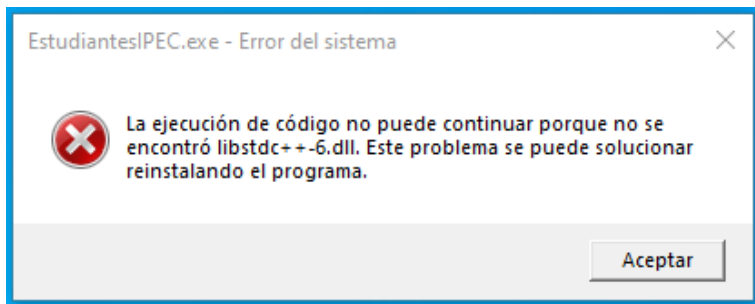 EstudiantesIPEC.exe - Error del sistema
La ejecución de código no puede continuar porque no se
encontró libstdc++-6.dll. Este problema se puede solucionar
reinstalando el programa.
Aceptar